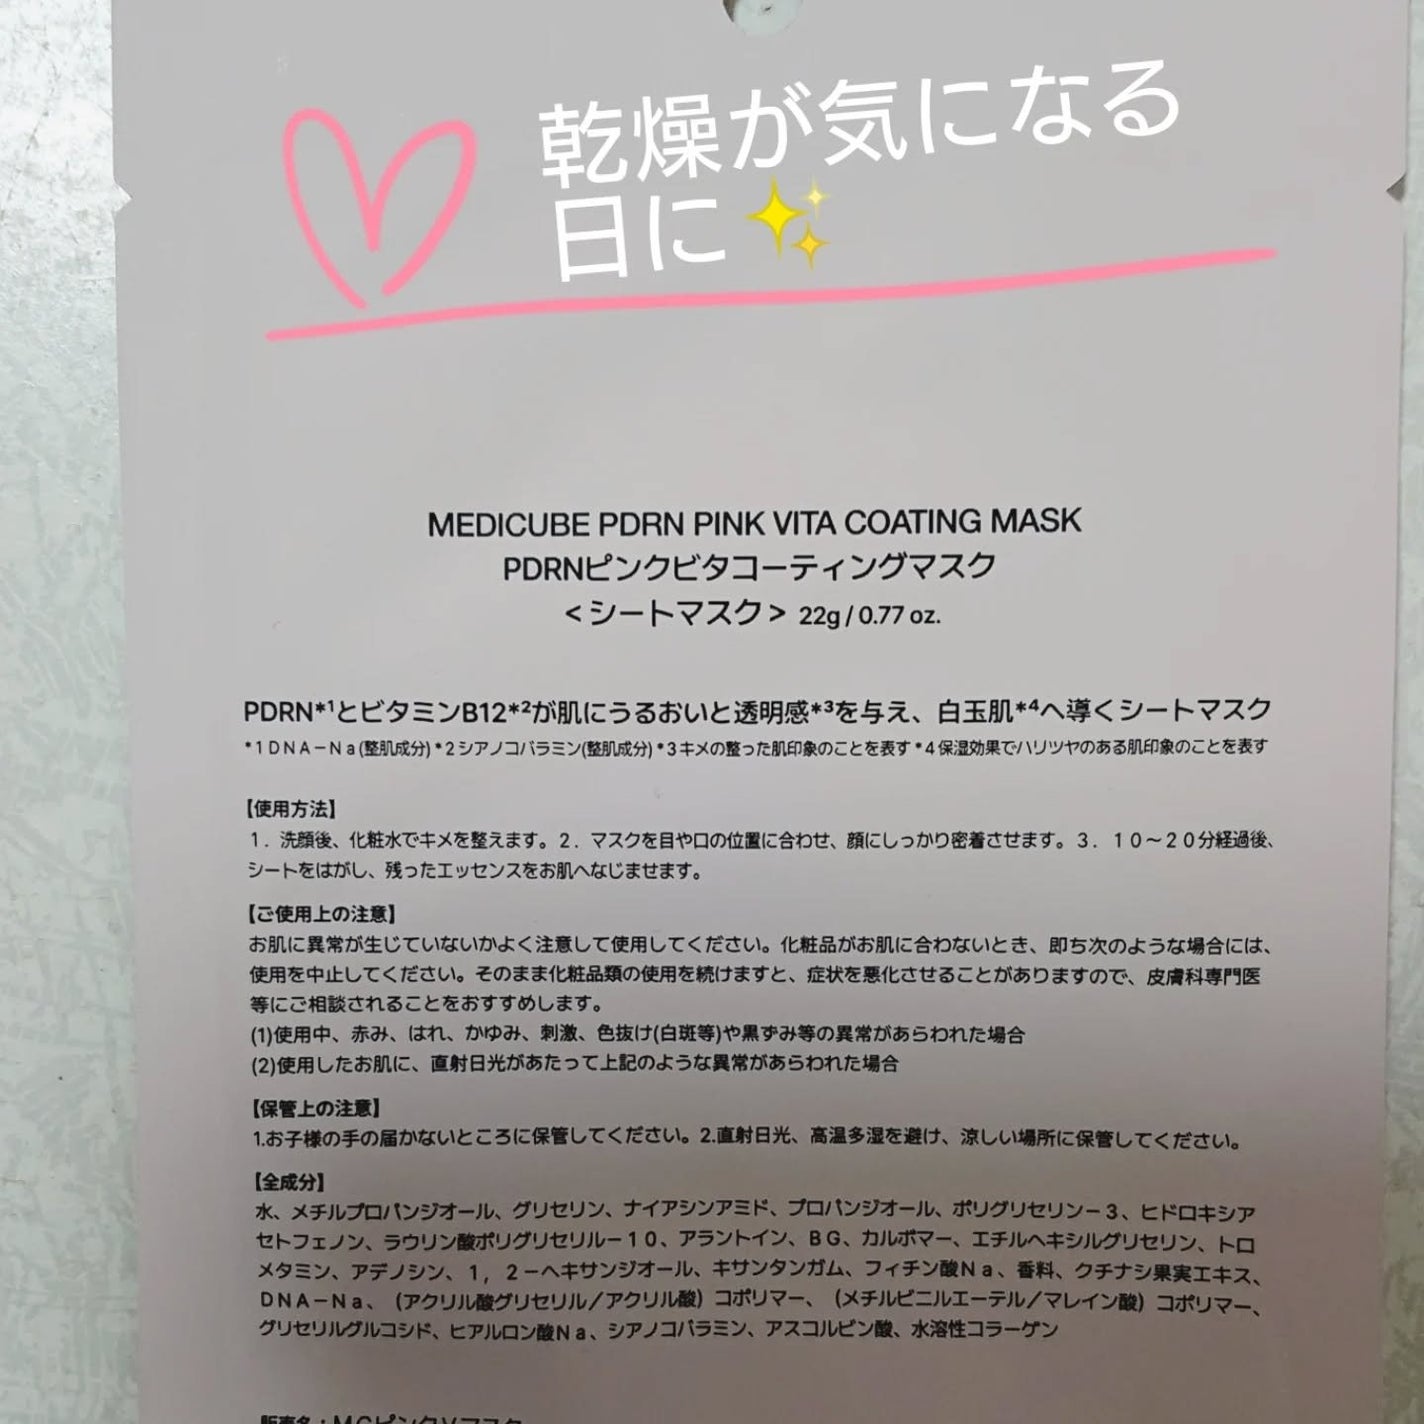 乾燥が気になる
日に✨
MEDICUBE PDRN PINK VITA COATING MASK
PDRNピンクビタコーティングマスク
<シートマスク> 22g / 0.77 oz.
PDRN*¹とビタミンB12*²が肌にうるおいと透明感*³を与え、白玉肌*⁴へ導くシートマスク
*1 DNA－Na(整肌成分) *2 シアノコバラミン(整肌成分) *3 キメの整った肌印象のことを表す *4 保湿効果でハリツヤのある肌印象のことを表す
【使用方法】
１．洗顔後、化粧水でキメを整えます。２．マスクを目や口の位置に合わせ、顔にしっかり密着させます。３．１０～２０分経過後、
シートをはがし、残ったエッセンスをお肌へなじませます。
【ご使用上の注意】
お肌に異常が生じていないかよく注意して使用してください。化粧品がお肌に合わないとき、即ち次のような場合には、
使用を中止してください。そのまま化粧品類の使用を続けますと、症状を悪化させることがありますので、皮膚科専門医
等にご相談されることをおすすめします。
(1)使用中、赤み、はれ、かゆみ、刺激、色抜け(白斑等)や黒ずみ等の異常があらわれた場合
(2)使用したお肌に、直射日光があたって上記のような異常があらわれた場合
【保管上の注意】
1.お子様の手の届かないところに保管してください。2.直射日光、高温多湿を避け、涼しい場所に保管してください。
【全成分】
水、メチルプロパンジオール、グリセリン、ナイアシンアミド、プロパンジオール、ポリグリセリン－３、ヒドロキシア
セトフェノン、ラウリン酸ポリグリセリル－１０、アラントイン、ＢＧ、カルボマー、エチルヘキシルグリセリン、トロ
メタミン、アデノシン、１，２－ヘキサンジオール、キサンタンガム、フィチン酸Ｎａ、香料、クチナシ果実エキス、
ＤＮＡ－Ｎａ、（アクリル酸グリセリル／アクリル酸）コポリマー、（メチルビニルエーテル／マレイン酸）コポリマー、
グリセリルグルコシド、ヒアルロン酸Ｎａ、シアノコバラミン、アスコルビン酸、水溶性コラーゲン
販売名：ＭＣピンクＶマスク